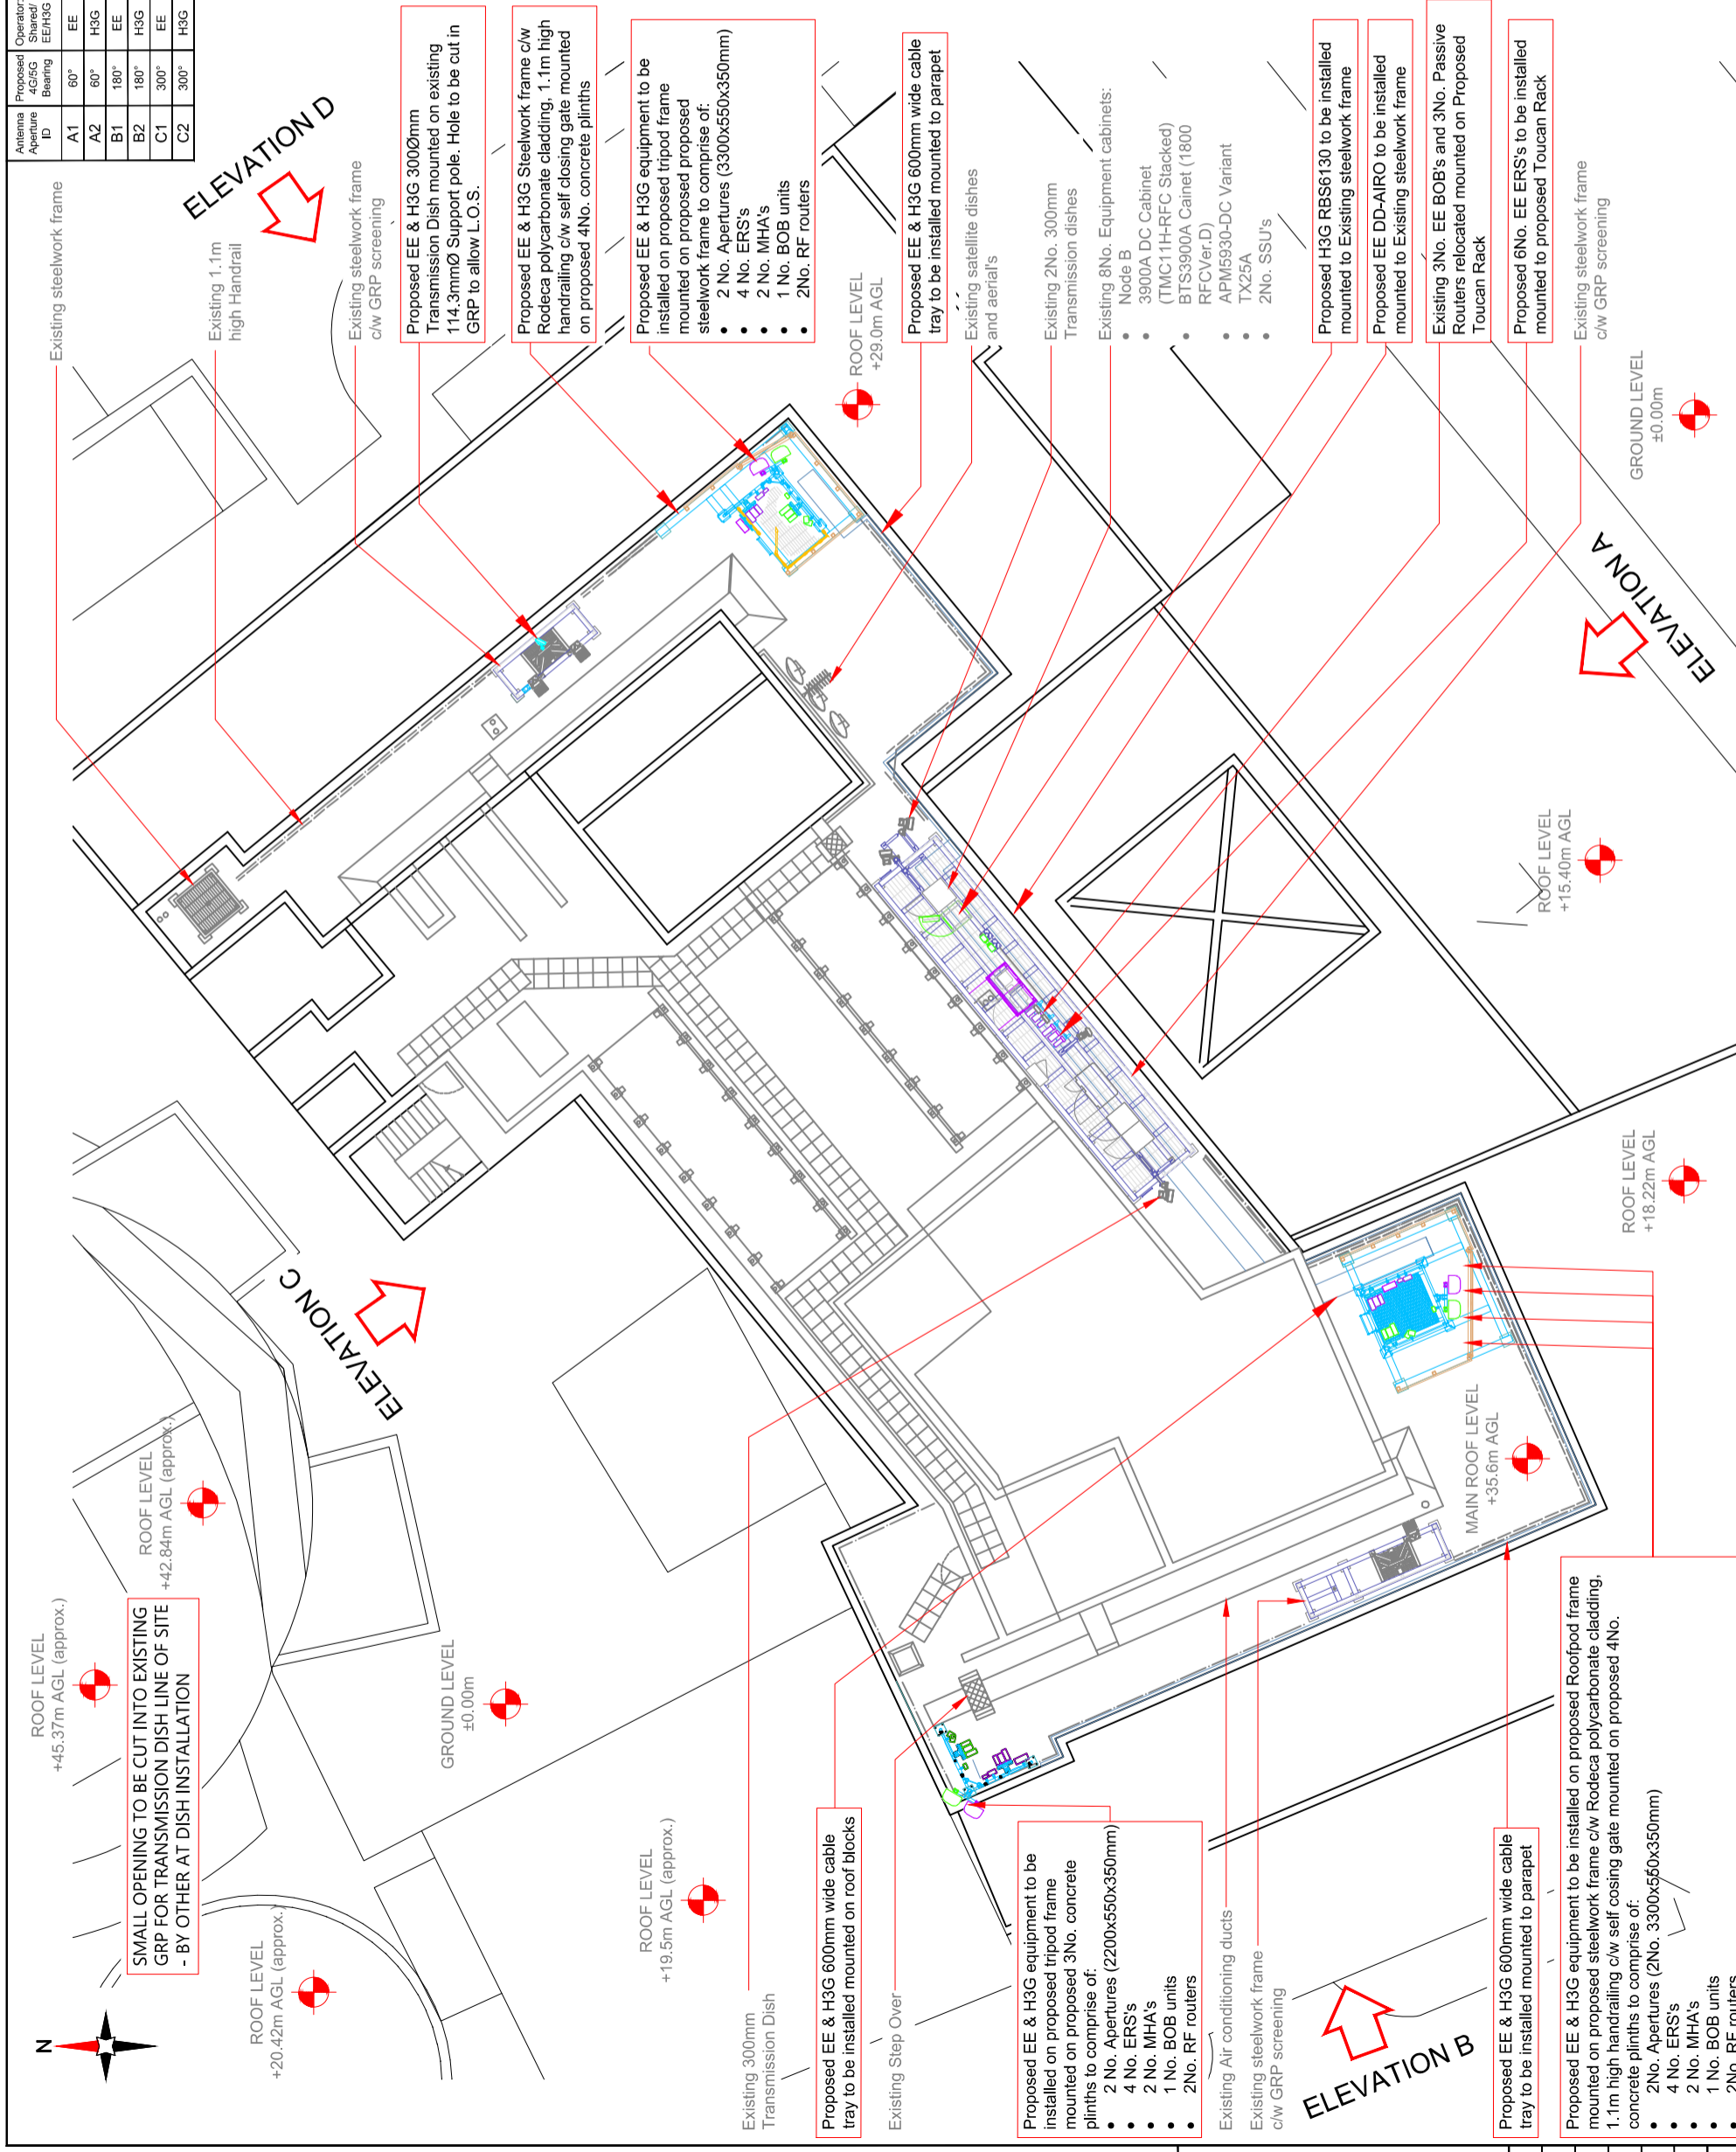 N
ROOF LEVEL
+45.37m AGL (approx.)
SMALL OPENING TO BE CUT INTO EXISTING
GRP FOR TRANSMISSION DISH LINE OF SITE
- BY OTHER AT DISH INSTALLATION
ROOF LEVEL
+42.84m AGL (approx.)
ROOF LEVEL
+20.42m AGL (approx.)
GROUND LEVEL
±0.00m
ROOF LEVEL
+19.5m AGL (approx.)
ELEVATION C
Antenna
Aperture
ID
Proposed
4G/5G
Bearing
Operator:
Shared/
EE/H3G
A1 60° EE
A2 60° H3G
B1 180° EE
B2 180° H3G
C1 300° EE
C2 300° H3G
ELEVATION D
Existing steelwork frame
Existing 1.1m
high Handrail
Existing steelwork frame
c/w GRP screening
Proposed EE & H3G 300Ømm
Transmission Dish mounted on existing
114.3mmØ Support pole. Hole to be cut in
GRP to allow L.O.S.
Proposed EE & H3G Steelwork frame c/w
Rodeca polycarbonate cladding, 1.1m high
handrailing c/w self closing gate mounted
on proposed 4No. concrete plinths
Proposed EE & H3G equipment to be
installed on proposed tripod frame
mounted on proposed proposed
steelwork frame to comprise of:
• 2 No. Apertures (3300x550x350mm)
• 4 No. ERS's
• 2 No. MHA's
• 1 No. BOB units
• 2No. RF routers
ROOF LEVEL
+29.0m AGL
Proposed EE & H3G 600mm wide cable
tray to be installed mounted to parapet
Existing satellite dishes
and aerial's
Existing 2No. 300mm
Transmission dishes
Existing 8No. Equipment cabinets:
• Node B
• 3900A DC Cabinet
(TMC11H-RFC Stacked)
• BTS3900A Cainet (1800
RFCVer.D)
• APM5930-DC Variant
• TX25A
• 2No. SSU's
Proposed H3G RBS6130 to be installed
mounted to Existing steelwork frame
Proposed EE DD-AIRO to be installed
mounted to Existing steelwork frame
Existing 3No. EE BOB's and 3No. Passive
Routers relocated mounted on Proposed
Toucan Rack
Proposed 6No. EE ERS's to be installed
mounted to proposed Toucan Rack
Existing steelwork frame
c/w GRP screening
GROUND LEVEL
±0.00m
ELEVATION A
ROOF LEVEL
+15.40m AGL
ROOF LEVEL
+18.22m AGL
MAIN ROOF LEVEL
+35.6m AGL
Existing 300mm
Transmission Dish
Proposed EE & H3G 600mm wide cable
tray to be installed mounted on roof blocks
Existing Step Over
Proposed EE & H3G equipment to be
installed on proposed tripod frame
mounted on proposed 3No. concrete
plinths to comprise of:
• 2 No. Apertures (2200x550x350mm)
• 4 No. ERS's
• 2 No. MHA's
• 1 No. BOB units
• 2No. RF routers
Existing Air conditioning ducts
Existing steelwork frame
c/w GRP screening
ELEVATION B
Proposed EE & H3G 600mm wide cable
tray to be installed mounted to parapet
Proposed EE & H3G equipment to be installed on proposed Roofpod frame
mounted on proposed steelwork frame c/w Rodeca polycarbonate cladding,
1.1m high handrailing c/w self cosing gate mounted on proposed 4No.
concrete plinths to comprise of:
• 2No. Apertures (2No. 3300x550x350mm)
• 4 No. ERS's
• 2 No. MHA's
• 1 No. BOB units
• 2No. RF routers